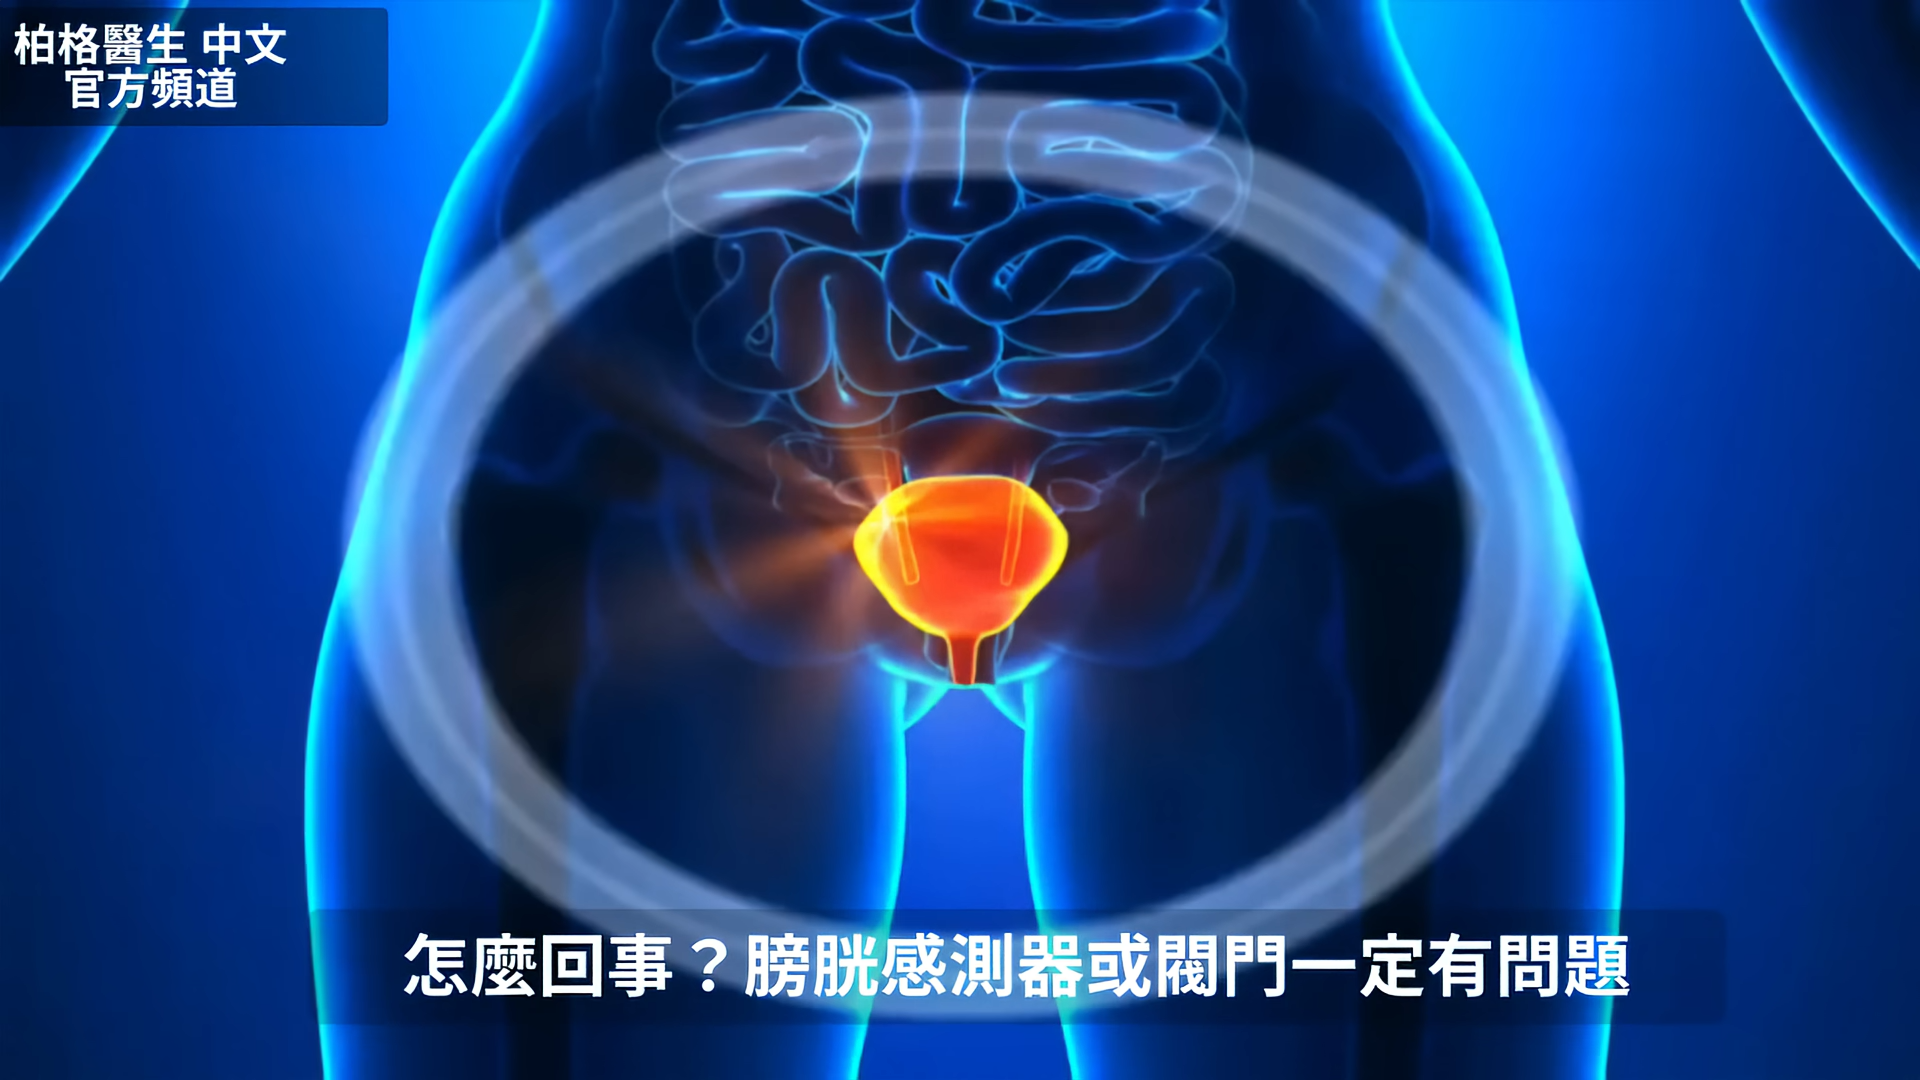 柏格醫生 中文
官方頻道
怎麼回事？膀胱感測器或閥門一定有問題